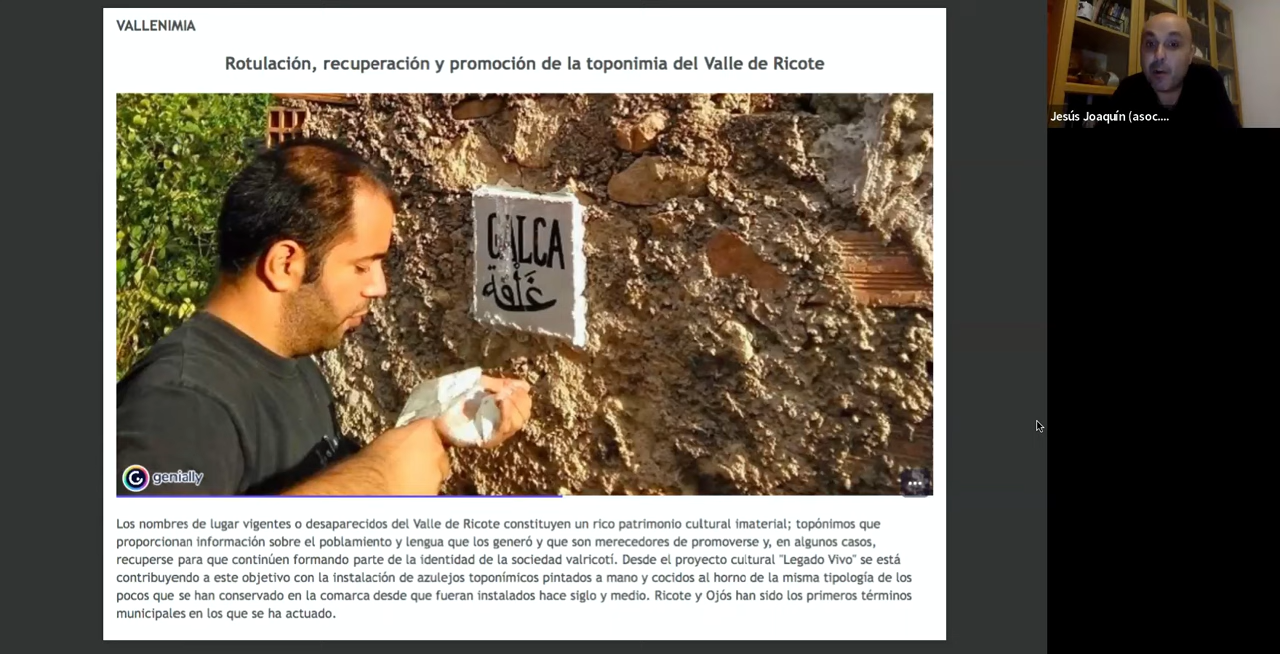 VALLENIMIA
Rotulación, recuperación y promoción de la toponimia del Valle de Ricote
GALCA
غَلْقَة
genially
Los nombres de lugar vigentes o desaparecidos del Valle de Ricote constituyen un rico patrimonio cultural imaterial; topónimos que
proporcionan información sobre el poblamiento y lengua que los generó y que son merecedores de promoverse y, en algunos casos,
recuperse para que continúen formando parte de la identidad de la sociedad valricotí. Desde el proyecto cultural "Legado Vivo" se está
contribuyendo a este objetivo con la instalación de azulejos toponímicos pintados a mano y cocidos al horno de la misma tipología de los
pocos que se han conservado en la comarca desde que fueran instalados hace siglo y medio. Ricote y Ojós han sido los primeros términos
municipales en los que se ha actuado.
Jesús Joaquín (asoc....